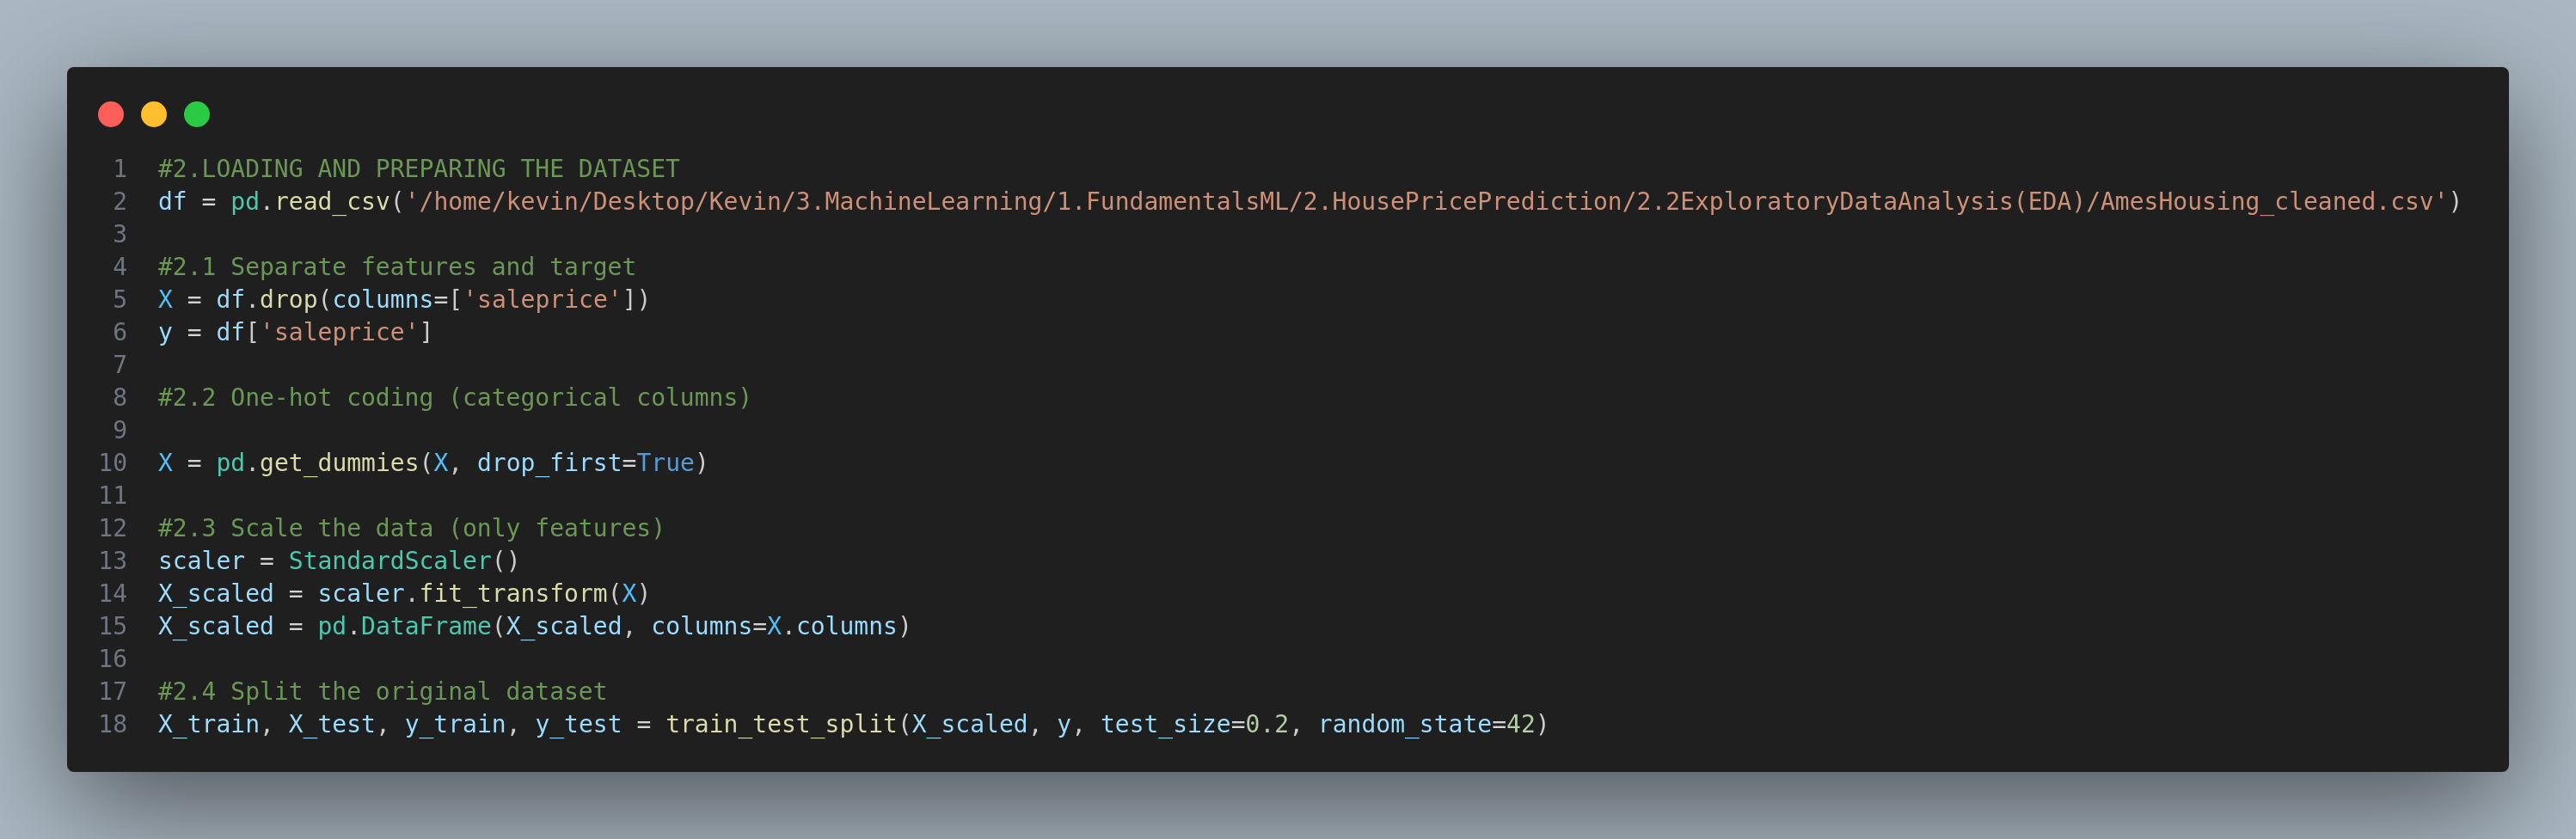 1 #2.LOADING AND PREPARING THE DATASET
2 df = pd.read_csv('/home/kevin/Desktop/Kevin/3.MachineLearning/1.FundamentalsML/2.HousePricePrediction/2.2ExploratoryDataAnalysis(EDA)/AmesHousing_cleaned.csv')
3
4 #2.1 Separate features and target
5 X = df.drop(columns=['saleprice'])
6 y = df['saleprice']
7
8 #2.2 One-hot coding (categorical columns)
9
10 X = pd.get_dummies(X, drop_first=True)
11
12 #2.3 Scale the data (only features)
13 scaler = StandardScaler()
14 X_scaled = scaler.fit_transform(X)
15 X_scaled = pd.DataFrame(X_scaled, columns=X.columns)
16
17 #2.4 Split the original dataset
18 X_train, X_test, y_train, y_test = train_test_split(X_scaled, y, test_size=0.2, random_state=42)